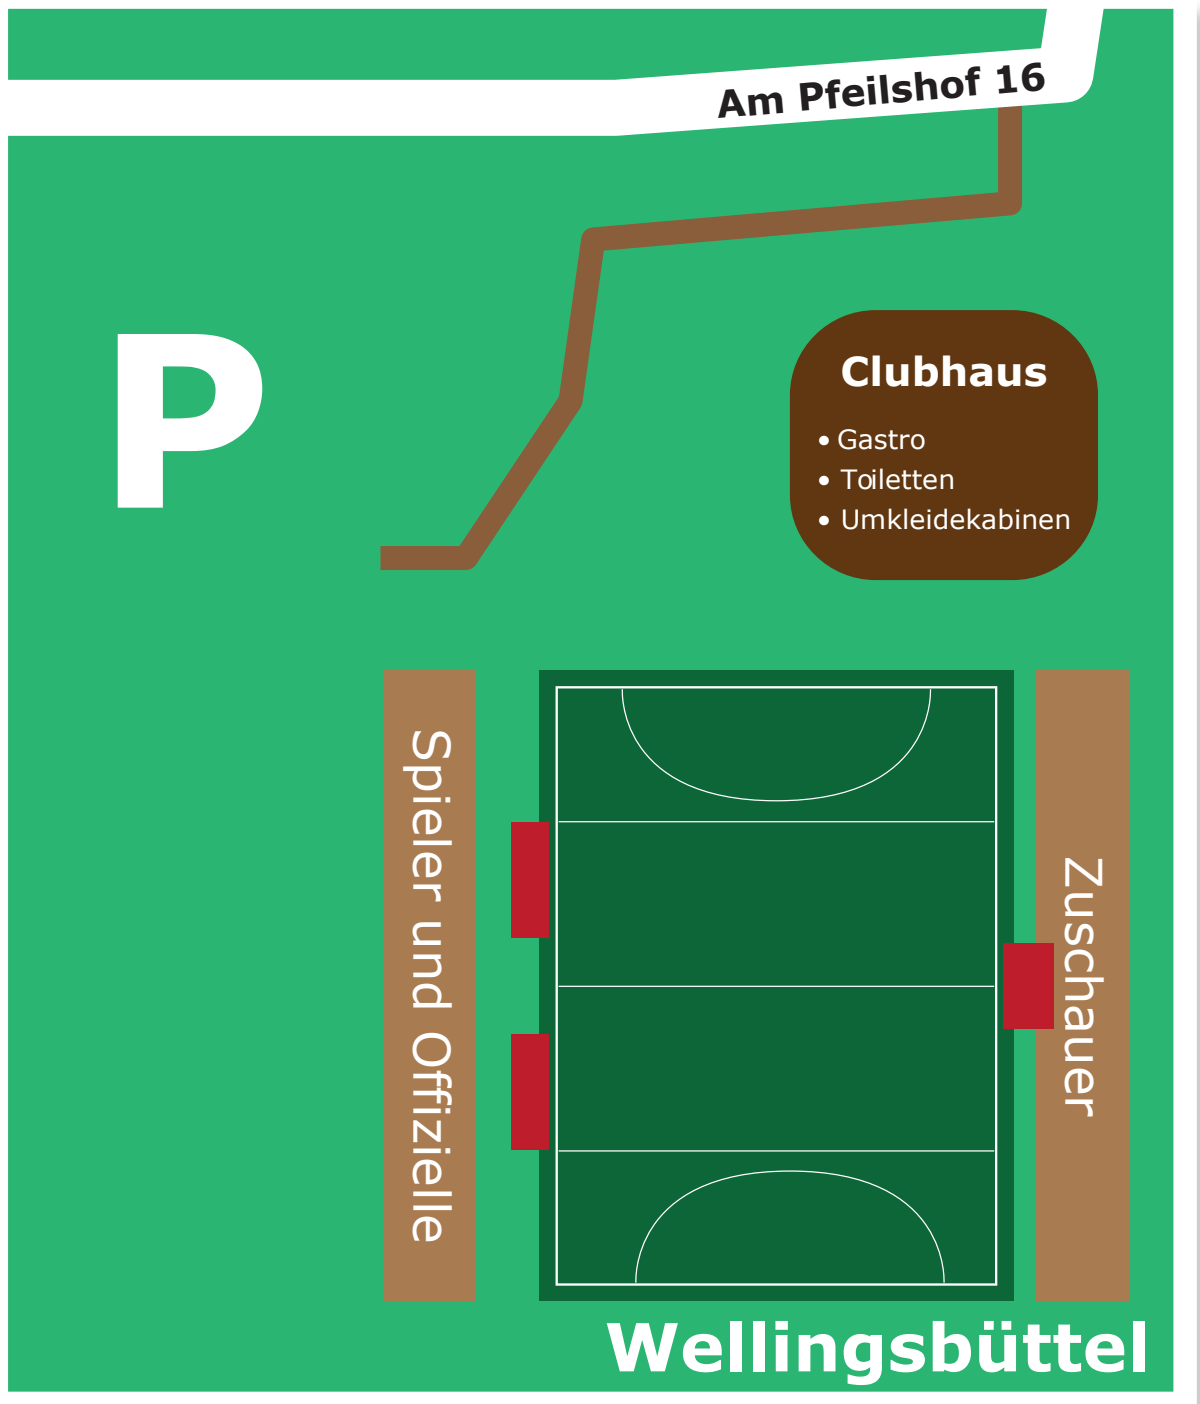 Am Pfeilshof 16
P
Clubhaus
• Gastro
• Toiletten
• Umkleidekabinen
Spieler und Offizielle
Zuschauer
Wellingsbüttel